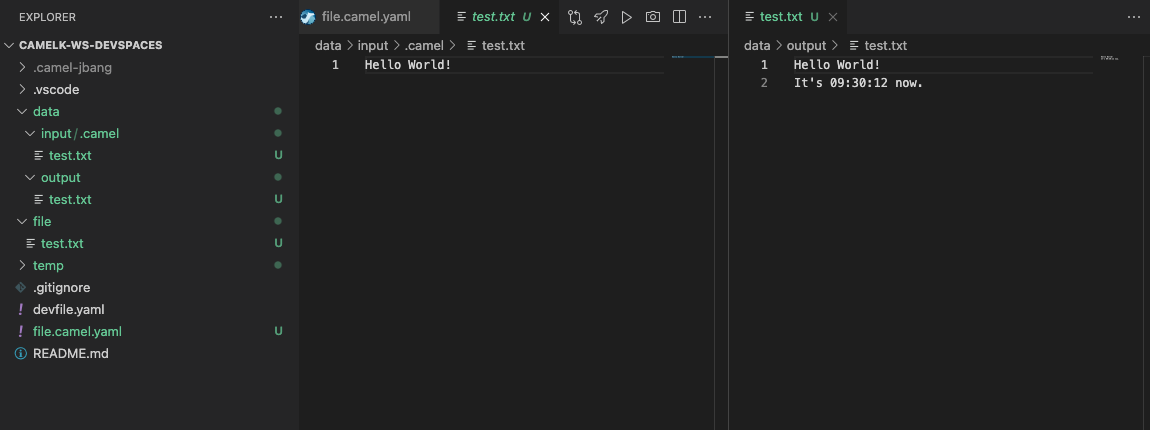 EXPLORER
CAMELK-WS-DEVSPACES
.camel-jbang
.vscode
data
input / .camel
test.txt U
output
test.txt U
file
test.txt U
temp
.gitignore
! devfile.yaml
! file.camel.yaml U
README.md
file.camel.yaml test.txt U
data > input > .camel > test.txt
1 Hello World!
test.txt U
data > output > test.txt
1 Hello World!
2 It's 09:30:12 now.